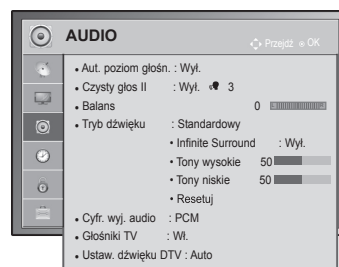 AUDIO
Przejdź OK
• Aut. poziom głośn. : Wył.
• Czysty głos II : Wył. 3
• Balans 0
• Tryb dźwięku : Standardowy
• Infinite Surround : Wył.
• Tony wysokie 50
• Tony niskie 50
• Resetuj
• Cyfr. wyj. audio : PCM
• Głośniki TV : Wł.
• Ustaw. dźwięku DTV : Auto